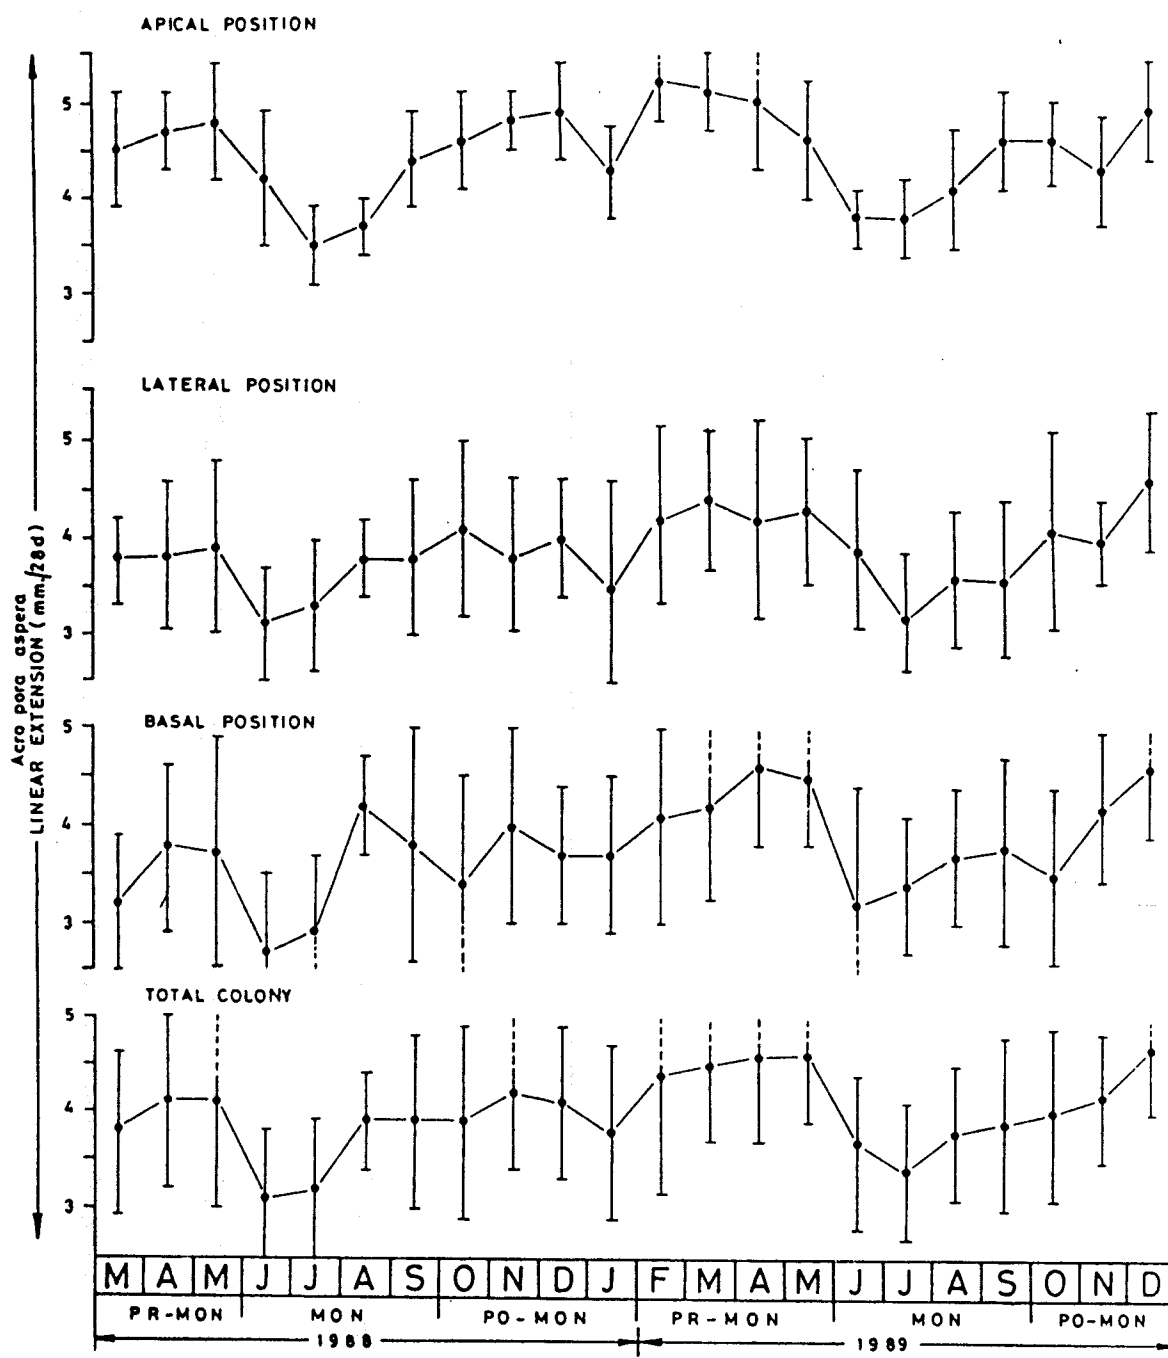 APICAL POSITION
5
4
3
LATERAL POSITION
5
4
3
BASAL POSITION
5
4
3
TOTAL COLONY
5
4
3
Acro pora aspera
LINEAR EXTENSION (mm./28d)
M A M J J A S O N D J F M A M J J A S O N D
PR-MON MON PO-MON PR-MON MON PO-MON
1988 1989